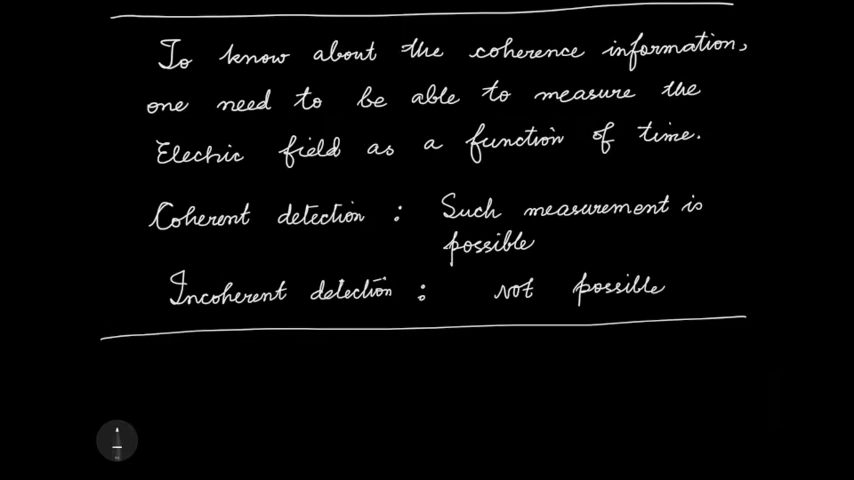 To know about the coherence information,
one need to be able to measure the
Electric field as a function of time.
Coherent detection : Such measurement is
possible
Incoherent detection : not possible